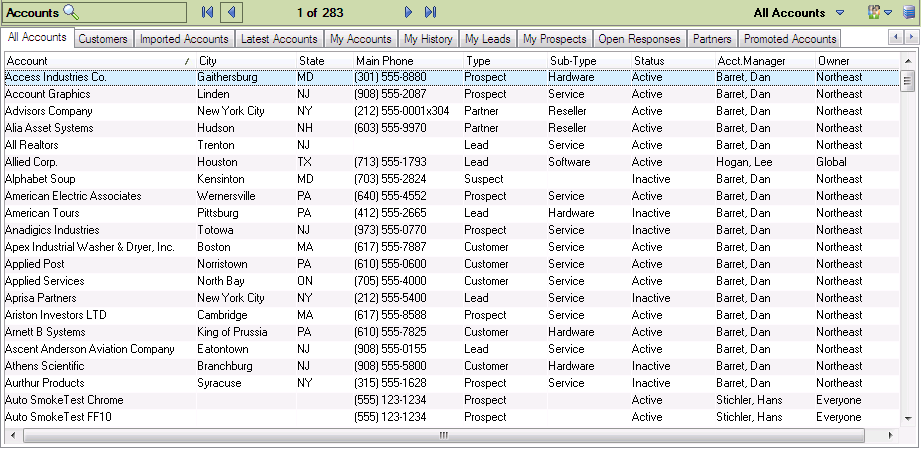 Accounts 1 of 283 All Accounts
All Accounts Customers Imported Accounts Latest Accounts My Accounts My History My Leads My Prospects Open Responses Partners Promoted Accounts
Account / City State Main Phone Type Sub-Type Status Acct.Manager Owner
Access Industries Co. Gaithersburg MD (301) 555-8880 Prospect Hardware Active Barret, Dan Northeast
Account Graphics Linden NJ (908) 555-2087 Prospect Service Active Barret, Dan Northeast
Advisors Company New York City NY (212) 555-0001x304 Partner Reseller Active Barret, Dan Northeast
Alia Asset Systems Hudson NH (603) 555-9970 Partner Reseller Active Barret, Dan Northeast
All Realtors Trenton NJ Lead Service Active Barret, Dan Northeast
Allied Corp. Houston TX (713) 555-1793 Lead Software Active Hogan, Lee Global
Alphabet Soup Kensinton MD (703) 555-2824 Suspect Inactive Barret, Dan Northeast
American Electric Associates Wernersville PA (640) 555-4552 Prospect Service Active Barret, Dan Northeast
American Tours Pittsburg PA (412) 555-2665 Lead Hardware Inactive Barret, Dan Northeast
Anadigics Industries Totowa NJ (973) 555-0770 Prospect Service Inactive Barret, Dan Northeast
Apex Industrial Washer & Dryer, Inc. Boston MA (617) 555-7887 Customer Service Active Barret, Dan Northeast
Applied Post Norristown PA (610) 555-0600 Customer Service Active Barret, Dan Northeast
Applied Services North Bay ON (705) 555-4000 Customer Service Active Barret, Dan Northeast
Aprisa Partners New York City NY (212) 555-5400 Lead Service Inactive Barret, Dan Northeast
Ariston Investors LTD Cambridge MA (617) 555-8588 Prospect Service Active Barret, Dan Northeast
Arnett B Systems King of Prussia PA (610) 555-7825 Customer Hardware Active Barret, Dan Northeast
Ascent Anderson Aviation Company Eatontown NJ (908) 555-0155 Lead Service Active Barret, Dan Northeast
Athens Scientific Branchburg NJ (908) 555-5800 Customer Hardware Inactive Barret, Dan Northeast
Aurthur Products Syracuse NY (315) 555-1628 Prospect Service Inactive Barret, Dan Northeast
Auto SmokeTest Chrome (555) 123-1234 Prospect Active Stichler, Hans Everyone
Auto SmokeTest FF10 (555) 123-1234 Prospect Active Stichler, Hans Everyone